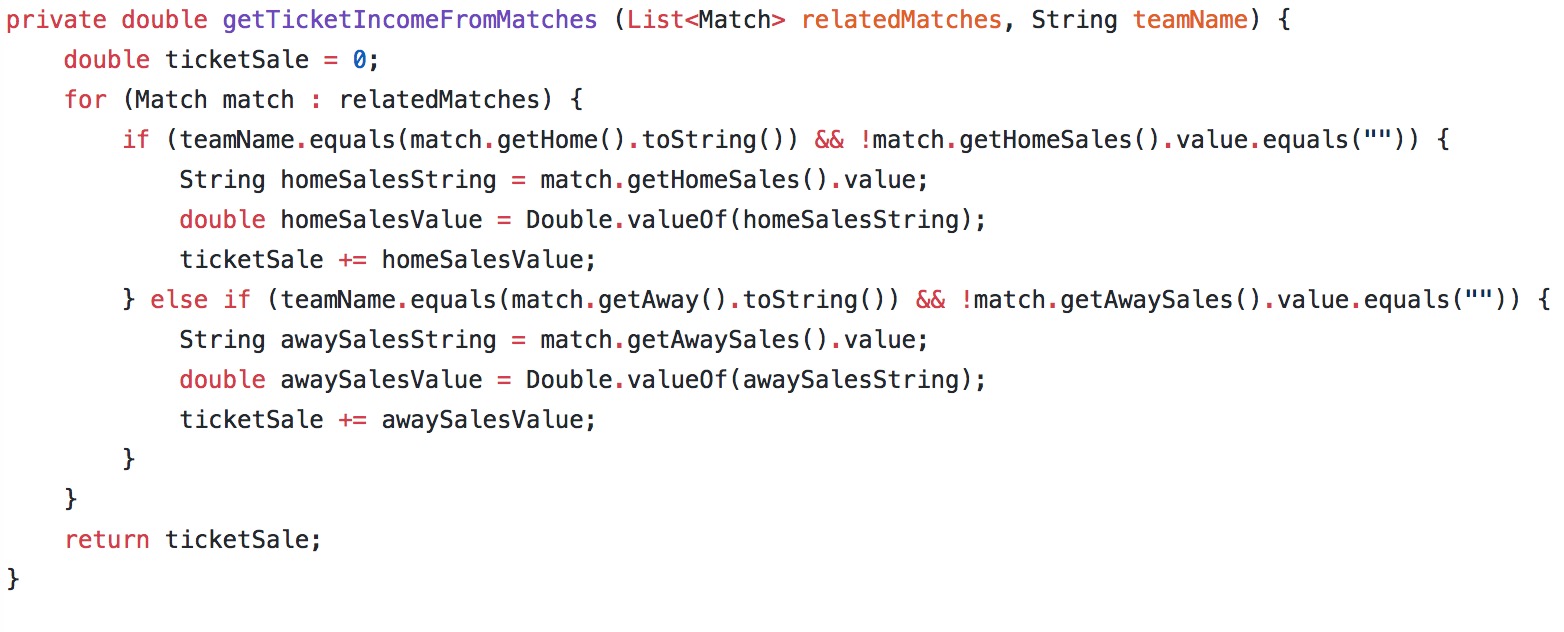 private double getTicketIncomeFromMatches (List<Match> relatedMatches, String teamName) {
    double ticketSale = 0;
    for (Match match : relatedMatches) {
        if (teamName.equals(match.getHome().toString()) && !match.getHomeSales().value.equals("")) {
            String homeSalesString = match.getHomeSales().value;
            double homeSalesValue = Double.valueOf(homeSalesString);
            ticketSale += homeSalesValue;
        } else if (teamName.equals(match.getAway().toString()) && !match.getAwaySales().value.equals("")) {
            String awaySalesString = match.getAwaySales().value;
            double awaySalesValue = Double.valueOf(awaySalesString);
            ticketSale += awaySalesValue;
        }
    }
    return ticketSale;
}